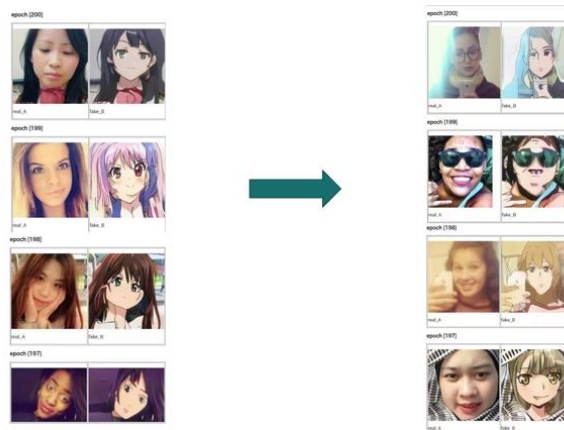 epoch [200]
real_A fake_B
epoch [199]
real_A fake_B
epoch [198]
real_A fake_B
epoch [197]
epoch [200]
real_A fake_B
epoch [199]
real_A fake_B
epoch [198]
real_A fake_B
epoch [197]
real_A fake_B